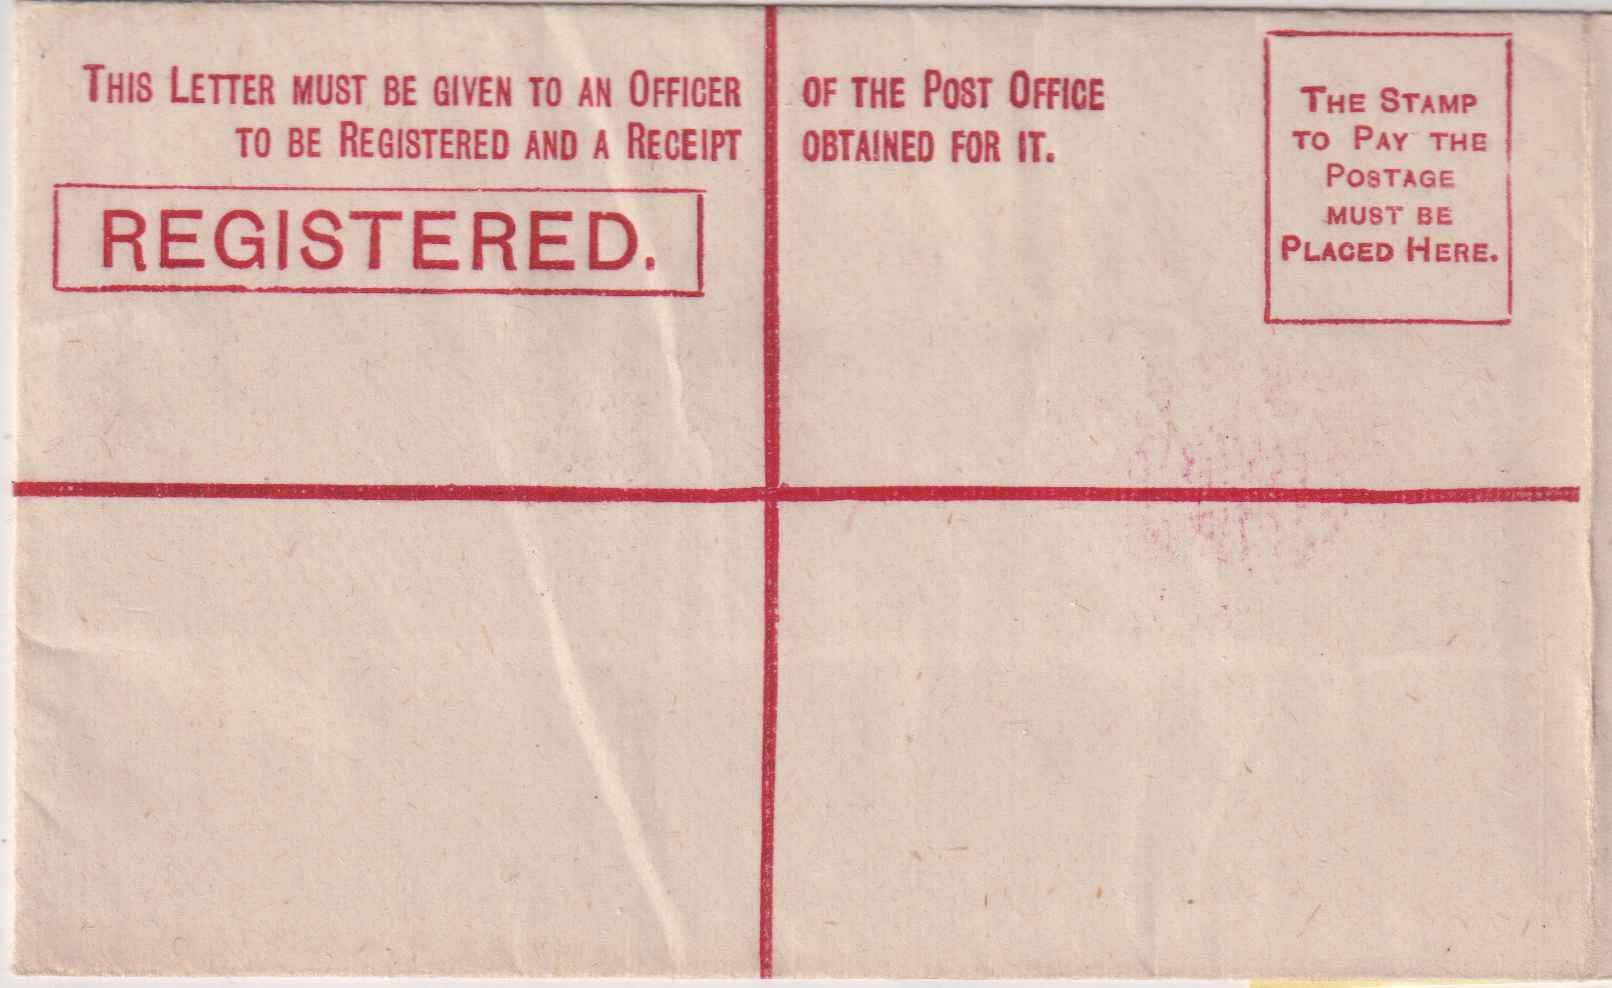 THIS LETTER MUST BE GIVEN TO AN OFFICER OF THE POST OFFICE
TO BE REGISTERED AND A RECEIPT OBTAINED FOR IT.
REGISTERED.
THE STAMP
TO PAY THE
POSTAGE
MUST BE
PLACED HERE.